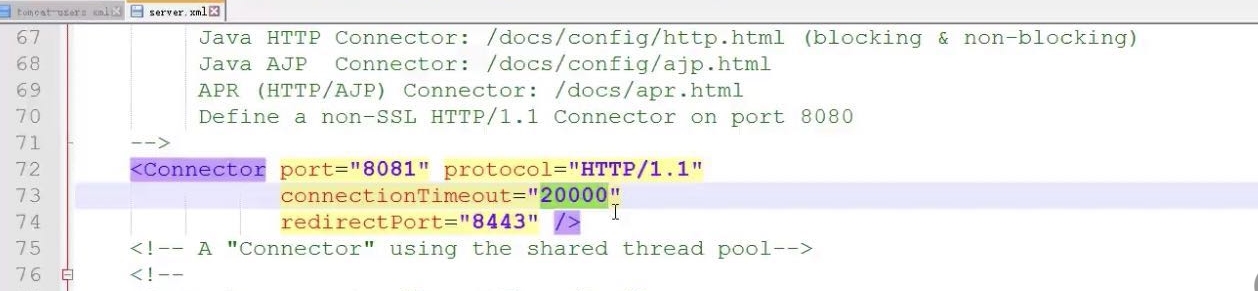 tomcat-users.xml server.xml
67 Java HTTP Connector: /docs/config/http.html (blocking & non-blocking)
68 Java AJP  Connector: /docs/config/ajp.html
69 APR (HTTP/AJP) Connector: /docs/apr.html
70 Define a non-SSL HTTP/1.1 Connector on port 8080
71 -->
72 <Connector port="8081" protocol="HTTP/1.1"
73 connectionTimeout="20000"
74 redirectPort="8443" />
75 <!-- A "Connector" using the shared thread pool-->
76 <!--